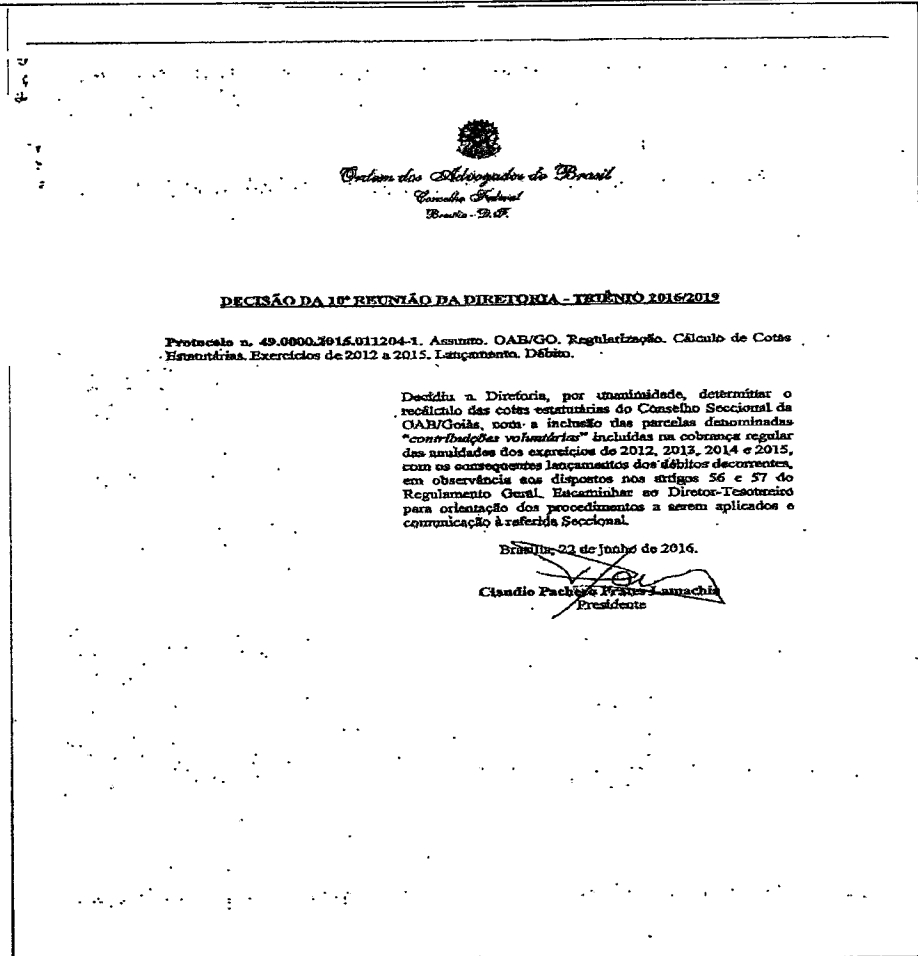 Ordem dos Advogados do Brasil
Conselho Federal
Brasília - D.F.
DECISÃO DA 10ª REUNIÃO DA DIRETORIA – TRIÊNIO 2016/2019
Protocolo n. 49.0000.2016.011204-1. Assunto. OAB/GO. Regularização. Cálculo de Cotas
Estatutárias. Exercícios de 2012 a 2015. Lançamento. Débito.
Decidiu a Diretoria, por unanimidade, determinar o
recálculo das cotas estatutárias do Conselho Seccional da
OAB/Goiás, com a inclusão das parcelas denominadas
"contribuições voluntárias" incluídas na cobrança regular
das anuidades dos exercícios de 2012, 2013, 2014 e 2015,
com os consequentes lançamentos dos débitos decorrentes,
em observância aos dispostos nos artigos 56 e 57 do
Regulamento Geral. Encaminhar ao Diretor-Tesoureiro
para orientação dos procedimentos a serem aplicados e
comunicação à referida Seccional.
Brasília, 22 de junho de 2016.
Claudio Pacheco Prates Lamachia
Presidente